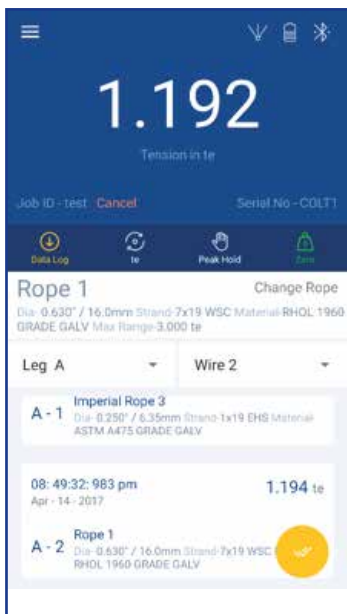 1.192
Tension in te
Job ID - test Cancel Serial No - COLT1
Data Log te Peak Hold Zero
Rope 1 Change Rope
Dia- 0.630" / 16.0mm Strand-7x19 WSC Material-RHOL 1960
GRADE GALV Max Range-3.000 te
Leg A Wire 2
A - 1 Imperial Rope 3
Dia- 0.250" / 6.35mm Strand-1x19 EHS Material-
ASTM A475 GRADE
GALV
08: 49:32: 983 pm 1.194 te
Apr - 14 - 2017
A - 2 Rope 1
Dia- 0.630" / 16.0mm Strand-7x19 WSC
RHOL 1960 GRADE GALV